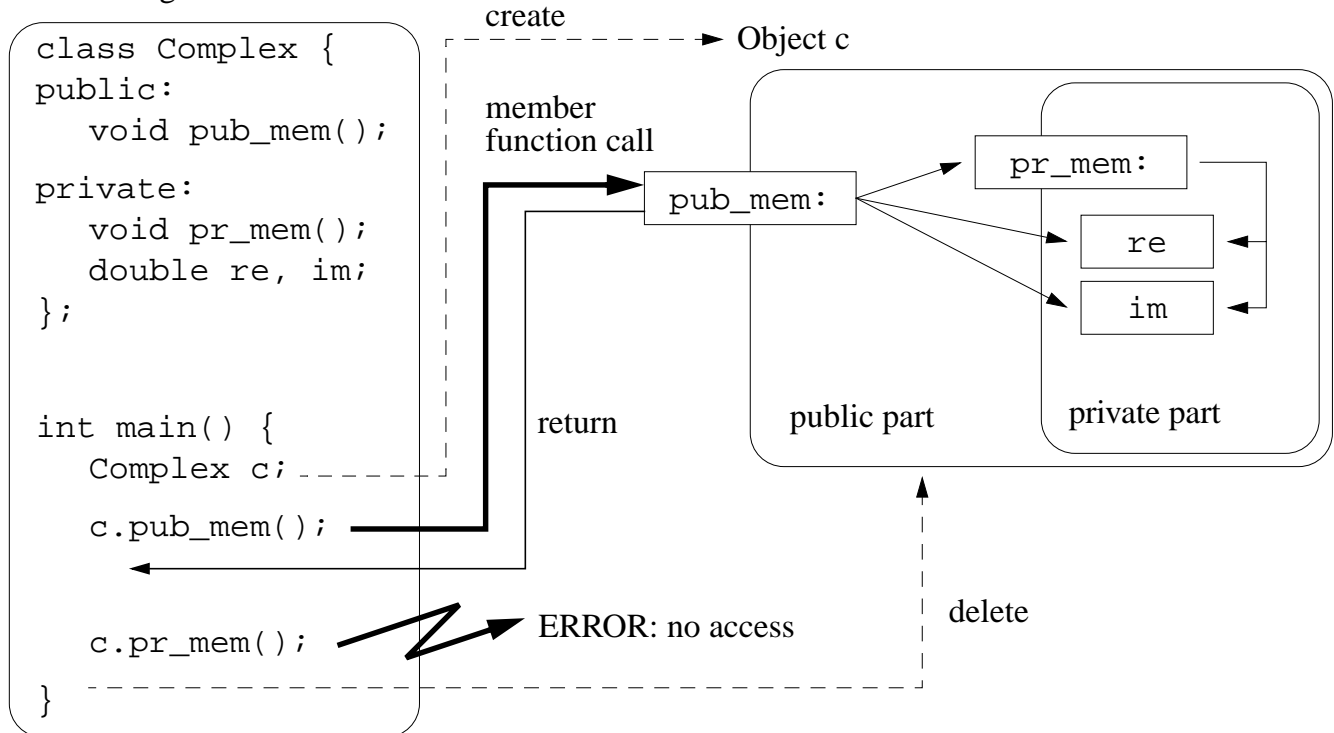 class Complex {
public:
void pub_mem();
private:
void pr_mem();
double re, im;
};
int main() {
Complex c;
c.pub_mem();
c.pr_mem();
}
create
Object c
member
function call
pub_mem:
pr_mem:
re
im
public part
private part
return
ERROR: no access
delete